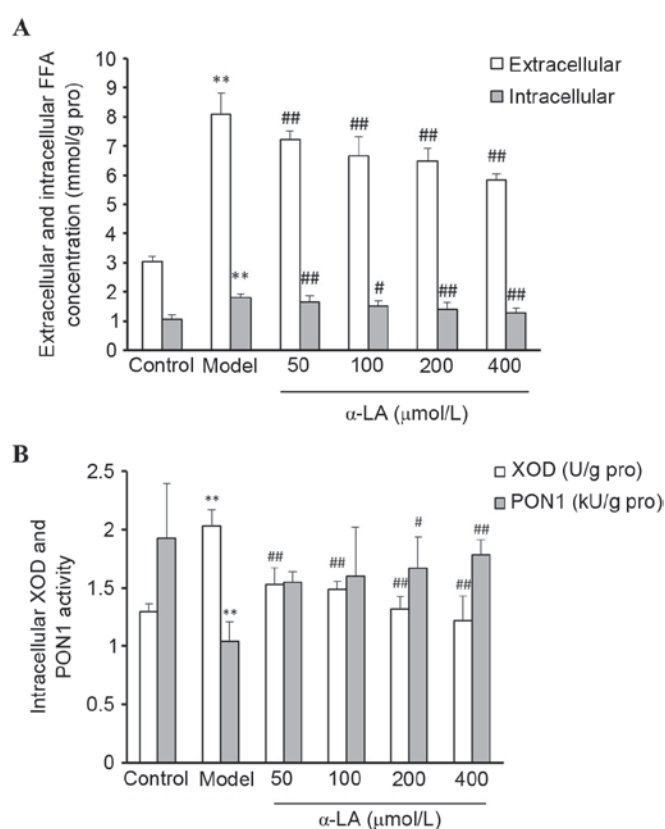 A
Extracellular and intracellular FFA
concentration (mmol/g pro)
10
9
8
7
6
5
4
3
2
1
0
Extracellular
Intracellular
**
**
##
##
##
#
##
##
##
##
Control Model 50 100 200 400
α-LA (μmol/L)
B
Intracellular XOD and
PON1 activity
2.5
2
1.5
1
0.5
0
XOD (U/g pro)
PON1 (kU/g pro)
**
**
##
##
##
#
##
##
Control Model 50 100 200 400
α-LA (μmol/L)